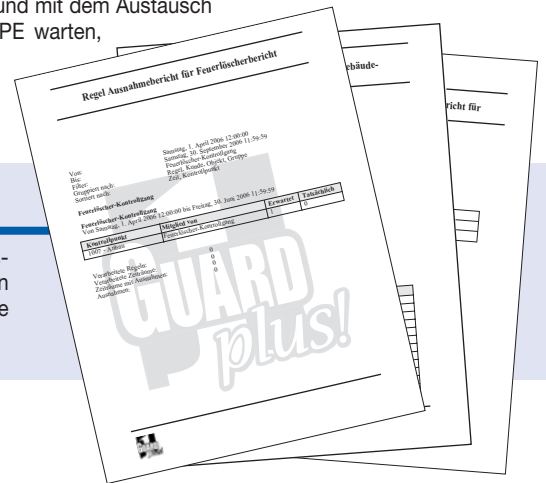 und mit dem Austausch
PE warten,
Regel Ausnahmebericht für Feuerlöscherbericht
ebäude-
richt für
Von: Samstag, 1. April 2006 12:00:00
Bis: Samstag, 30. September 2006 11:59:59
Filter: Feuerlöscher-Kontrollgang
Gruppiert nach: Regel, Kunde, Objekt, Gruppe
Sortiert nach: Zeit, Kontrollpunkt
Feuerlöscher-Kontrollgang
Feuerlöscher-Kontrollgang
Von Samstag, 1. April 2006 12:00:00 bis Freitag, 30. Juni 2006 11:59:59
Kontrollpunkt Mitglied von Erwartet Tatsächlich
1007 - Anbau Feuerlöscher-Kontrollgang 1 0
Verarbeitete Regeln: 0
Verarbeitete Zeiträume: 0
Zeiträume mit Ausnahmen: 0
Ausnahmen: 0
GUARD
plus!
n
e